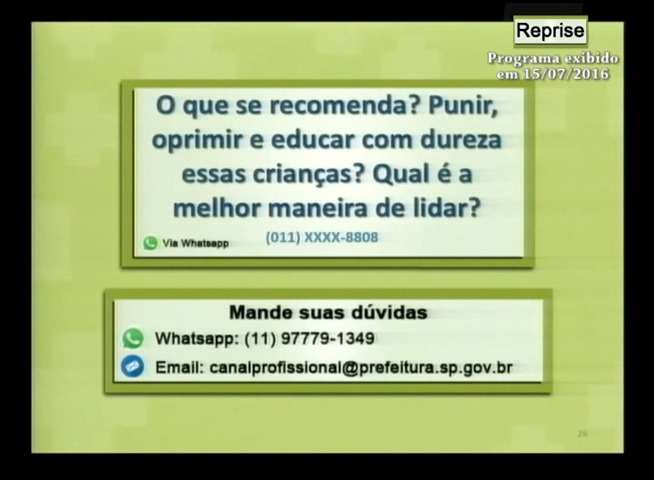 Reprise
Programa exibido
em 15/07/2016
O que se recomenda? Punir,
oprimir e educar com dureza
essas crianças? Qual é a
melhor maneira de lidar?
Via Whatsapp
(011) XXXX-8808
Mande suas dúvidas
Whatsapp: (11) 97779-1349
Email: canalprofissional@prefeitura.sp.gov.br
26